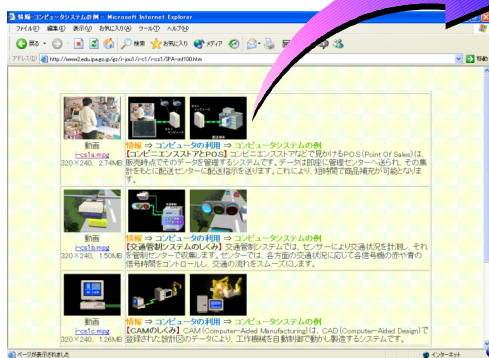 情報-コンピュータシステムの例 - Microsoft Internet Explorer
ファイル(F) 編集(E) 表示(V) お気に入り(A) ツール(T) ヘルプ(H)
戻る 検索 お気に入り メディア
アドレス(D) http://www2.edu.ipa.go.jp/gz/r-jou1/r-cs1/IPA-inf100.htm 移動
動画
i-cs1a.mpg
320×240, 2.74MB
情報 ⇒ コンピュータの利用 ⇒ コンピュータシステムの例
【コンビニエンスストアとPOS】コンビニエンスストアなどで見かけるPOS(Point Of Sales)は、
販売時点でそのデータを管理するシステムです。データは即座に管理センターへ送られ、その集
計をもとに配送センターに配送指示を送ります。これにより、短時間で商品補充が可能となりま
す。
動画
i-cs1b.mpg
320×240, 1.50MB
情報 ⇒ コンピュータの利用 ⇒ コンピュータシステムの例
【交通管制システムのしくみ】交通管制システムでは、センサーにより交通状況を計測し、それ
を管制センターで収集します。センターでは、各方面の交通状況に応じて各信号機の赤や青の
信号時間をコントロールし、交通の流れをスムーズにします。
動画
i-cs1c.mpg
320×240, 1.26MB
情報 ⇒ コンピュータの利用 ⇒ コンピュータシステムの例
【CAMのしくみ】CAM(Computer-Aided Manufacturing)は、CAD(Computer-Aided Design)で
登録された設計図のデータにより、工作機械を自動制御で動かし製造するシステムです。
ページが表示されました
インターネット